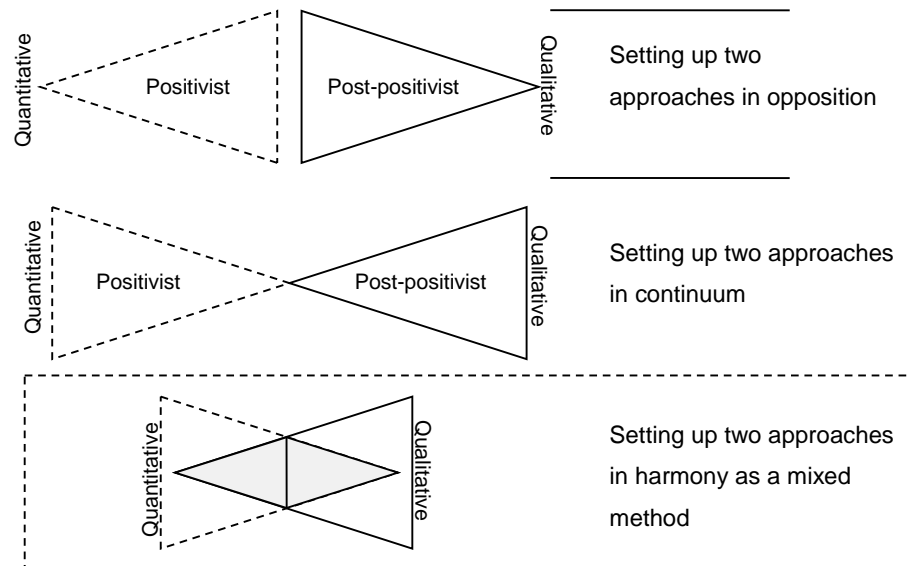 Quantitative
Positivist
Post-positivist
Qualitative
Setting up two
approaches in opposition
Quantitative
Positivist
Post-positivist
Qualitative
Setting up two approaches
in continuum
Quantitative
Qualitative
Setting up two approaches
in harmony as a mixed
method